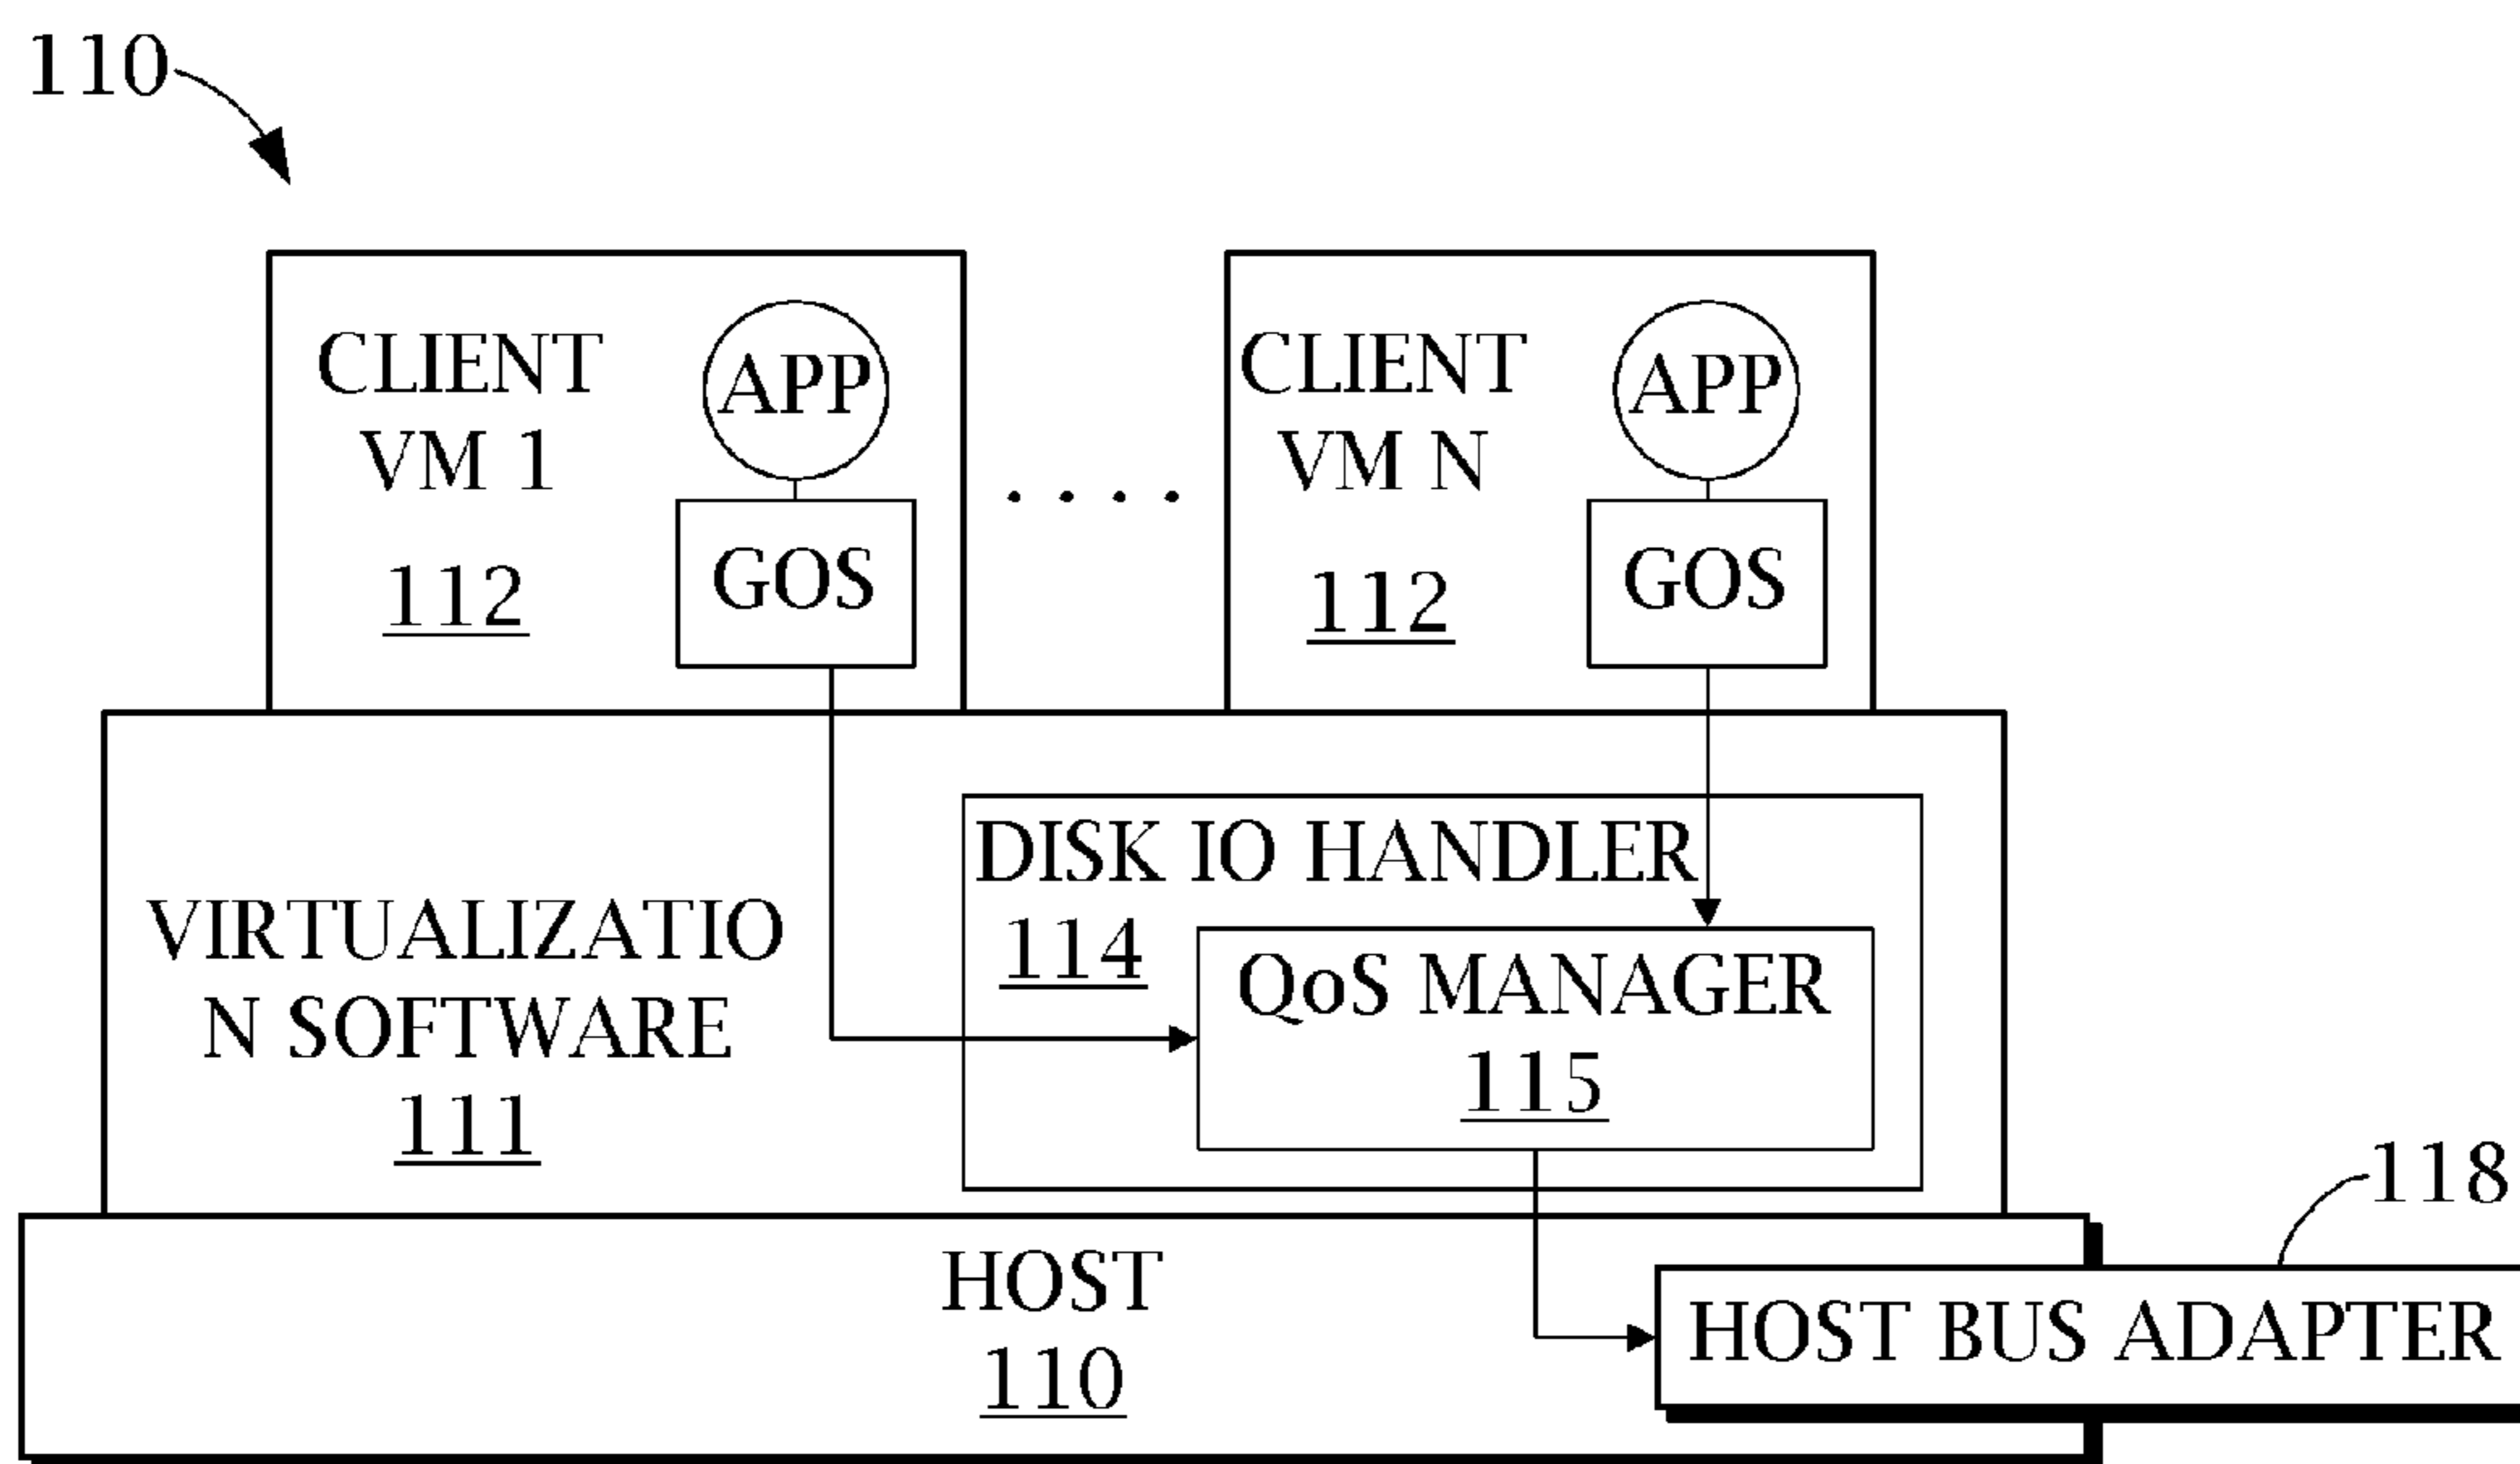 110
CLIENT
VM 1
112
APP
GOS
CLIENT
VM N
112
APP
GOS
VIRTUALIZATIO
N SOFTWARE
111
DISK IO HANDLER
114
QoS MANAGER
115
118
HOST
110
HOST BUS ADAPTER